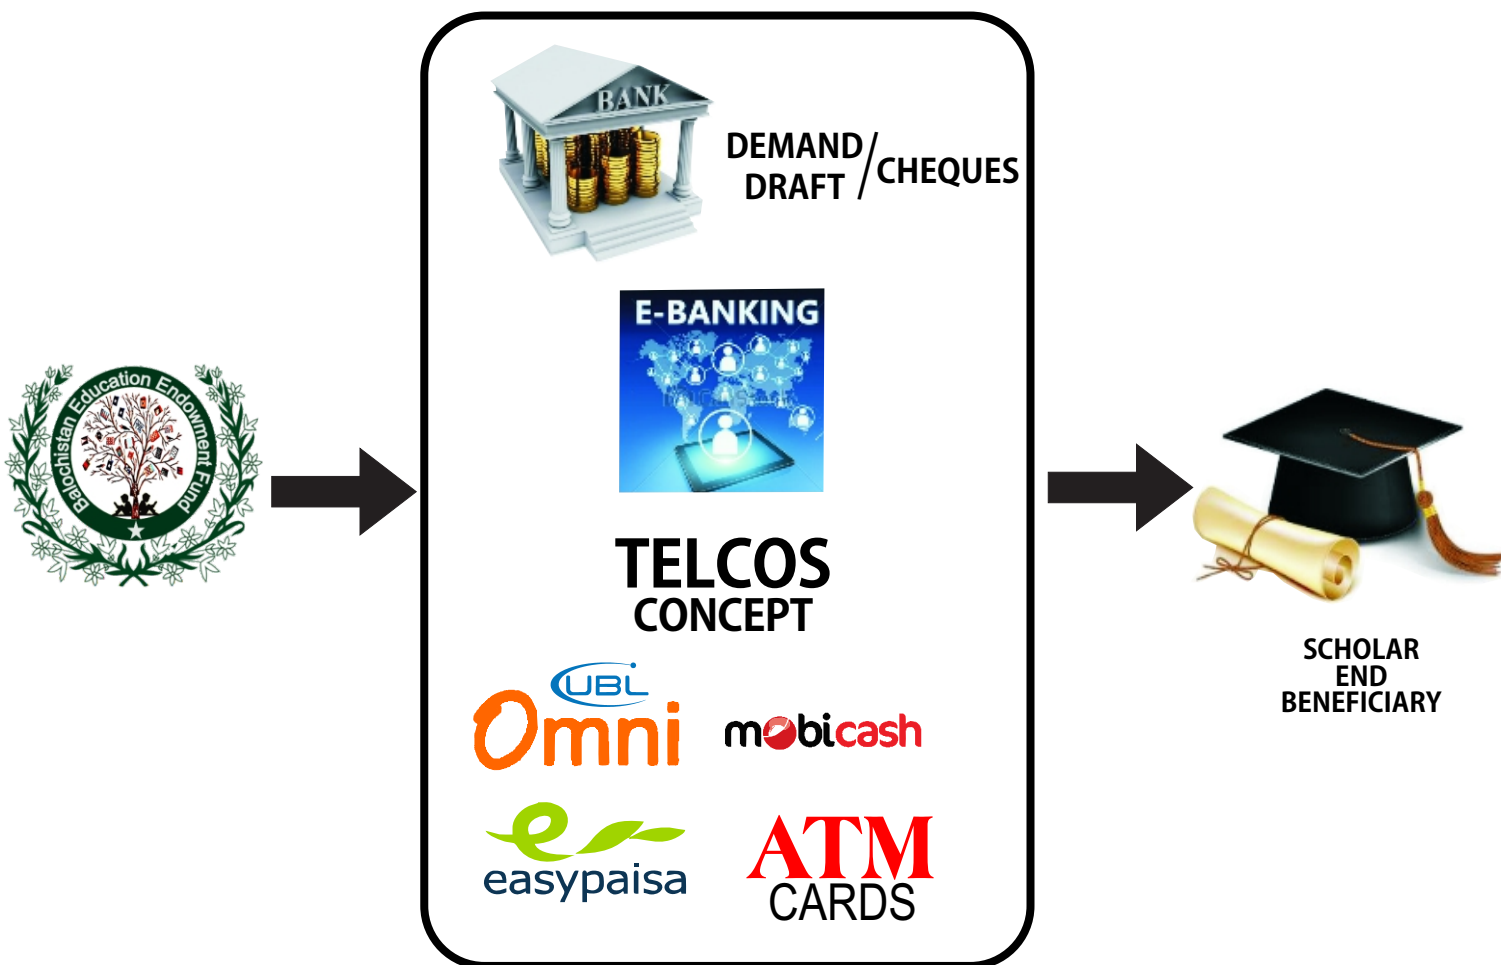 BANK
DEMAND
DRAFT / CHEQUES
E-BANKING
Balochistan Education Endowment Fund
TELCOS
CONCEPT
SCHOLAR
END
BENEFICIARY
UBL
Omni
mobicash
easypaisa
ATM
CARDS